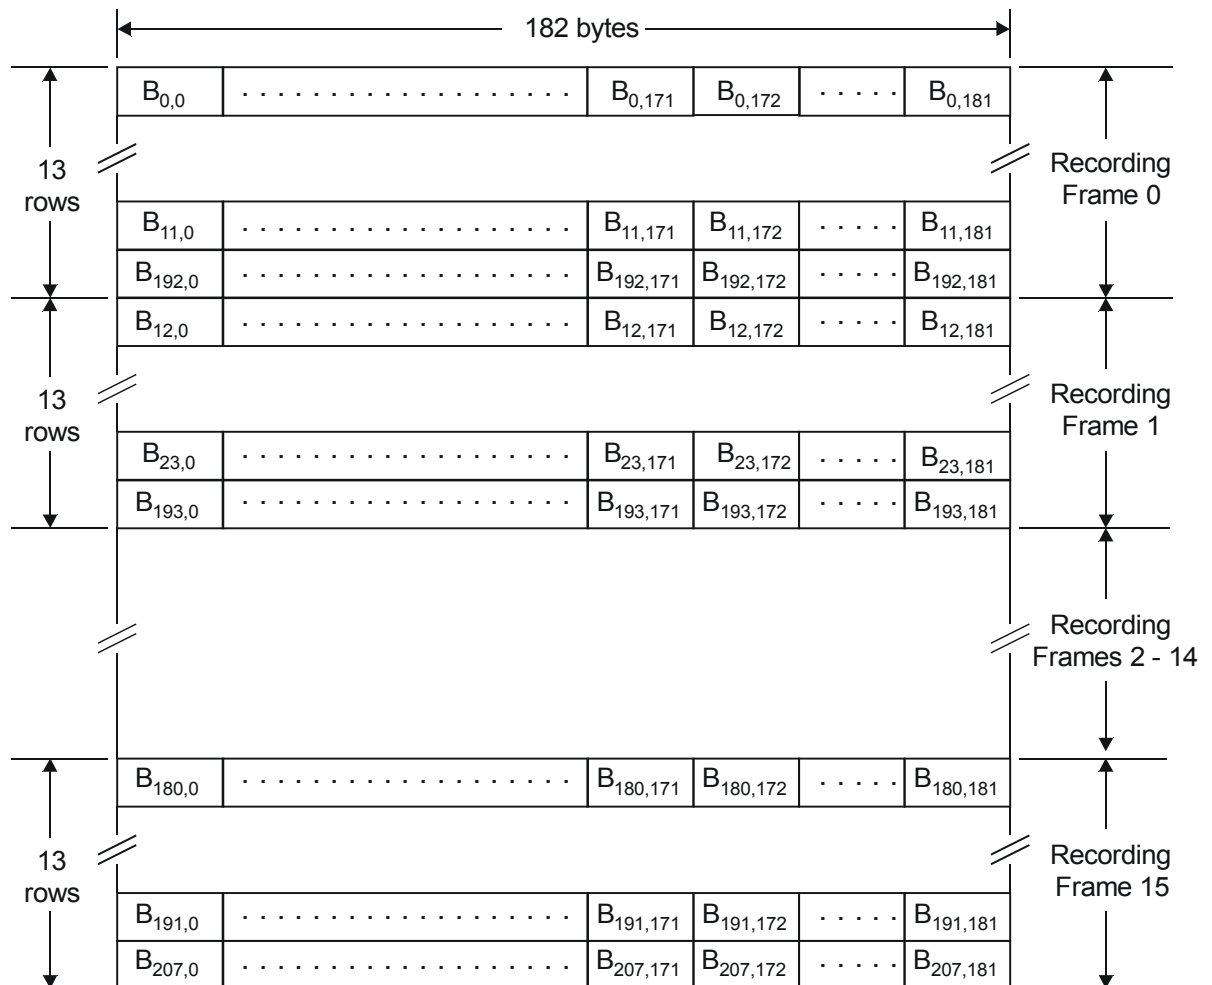 182 bytes
B0,0 . . . . . . . . . . . . . . . . . . . B0,171 B0,172 . . . . . B0,181
13
rows
Recording
Frame 0
B11,0 . . . . . . . . . . . . . . . . . . . B11,171 B11,172 . . . . . B11,181
B192,0 . . . . . . . . . . . . . . . . . . . B192,171 B192,172 . . . . . B192,181
B12,0 . . . . . . . . . . . . . . . . . . . B12,171 B12,172 . . . . . B12,181
13
rows
Recording
Frame 1
B23,0 . . . . . . . . . . . . . . . . . . . B23,171 B23,172 . . . . . B23,181
B193,0 . . . . . . . . . . . . . . . . . . . B193,171 B193,172 . . . . . B193,181
Recording
Frames 2 - 14
B180,0 . . . . . . . . . . . . . . . . . . . B180,171 B180,172 . . . . . B180,181
13
rows
Recording
Frame 15
B191,0 . . . . . . . . . . . . . . . . . . . B191,171 B191,172 . . . . . B191,181
B207,0 . . . . . . . . . . . . . . . . . . . B207,171 B207,172 . . . . . B207,181